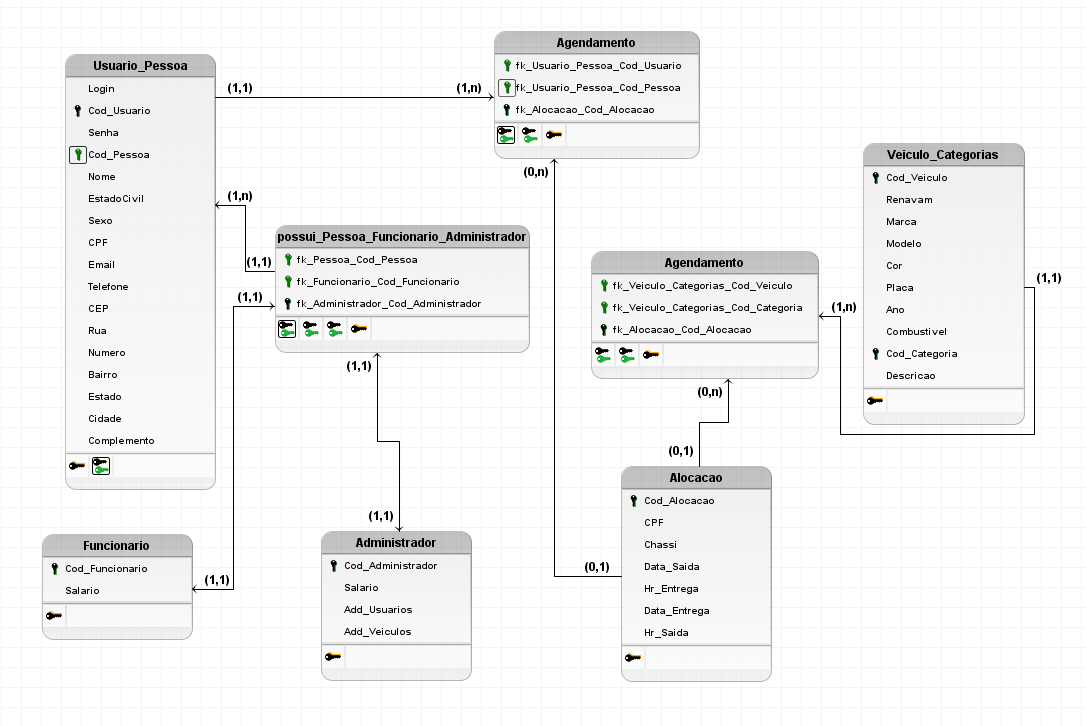 Usuario_Pessoa
Login
Cod_Usuario
Senha
Cod_Pessoa
Nome
EstadoCivil
Sexo
CPF
Email
Telefone
CEP
Rua
Numero
Bairro
Estado
Cidade
Complemento
(1,1)
(1,n)
Agendamento
fk_Usuario_Pessoa_Cod_Usuario
fk_Usuario_Pessoa_Cod_Pessoa
fk_Alocacao_Cod_Alocacao
(0,n)
(1,n)
(1,1)
possui_Pessoa_Funcionario_Administrador
fk_Pessoa_Cod_Pessoa
fk_Funcionario_Cod_Funcionario
fk_Administrador_Cod_Administrador
(1,1)
(1,1)
Agendamento
fk_Veiculo_Categorias_Cod_Veiculo
fk_Veiculo_Categorias_Cod_Categoria
fk_Alocacao_Cod_Alocacao
(1,n)
(0,n)
Veiculo_Categorias
Cod_Veiculo
Renavam
Marca
Modelo
Cor
Placa
Ano
Combustivel
Cod_Categoria
Descricao
(1,1)
Funcionario
Cod_Funcionario
Salario
(1,1)
(1,1)
Administrador
Cod_Administrador
Salario
Add_Usuarios
Add_Veiculos
(0,1)
(0,1)
Alocacao
Cod_Alocacao
CPF
Chassi
Data_Saida
Hr_Entrega
Data_Entrega
Hr_Saida